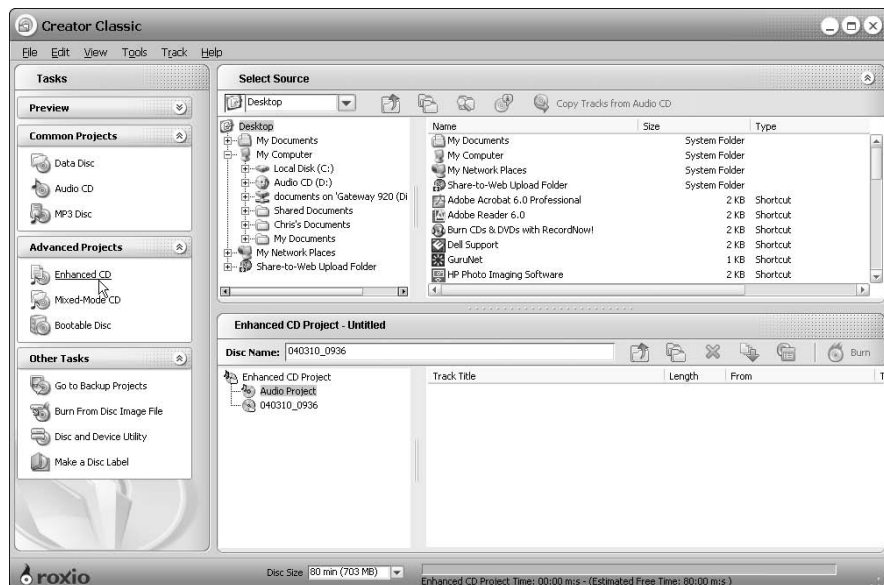 Creator Classic
File Edit View Tools Track Help
Tasks
Preview
Common Projects
Data Disc
Audio CD
MP3 Disc
Advanced Projects
Enhanced CD
Mixed-Mode CD
Bootable Disc
Other Tasks
Go to Backup Projects
Burn From Disc Image File
Disc and Device Utility
Make a Disc Label
Select Source
Desktop Copy Tracks from Audio CD
Desktop
My Documents
My Computer
Local Disk (C:)
Audio CD (D:)
documents on 'Gateway 920 (Di
Shared Documents
Chris's Documents
My Documents
My Network Places
Share-to-Web Upload Folder
Name Size Type
My Documents System Folder
My Computer System Folder
My Network Places System Folder
Share-to-Web Upload Folder System Folder
Adobe Acrobat 6.0 Professional 2 KB Shortcut
Adobe Reader 6.0 2 KB Shortcut
Burn CDs & DVDs with RecordNow! 2 KB Shortcut
Dell Support 2 KB Shortcut
GuruNet 1 KB Shortcut
HP Photo Imaging Software 2 KB Shortcut
Enhanced CD Project - Untitled
Disc Name: 040310_0936 Burn
Enhanced CD Project
Audio Project
040310_0936
Track Title Length From T
roxio
Disc Size 80 min (703 MB)
Enhanced CD Project Time: 00:00 m:s - (Estimated Free Time: 80:00 m:s )